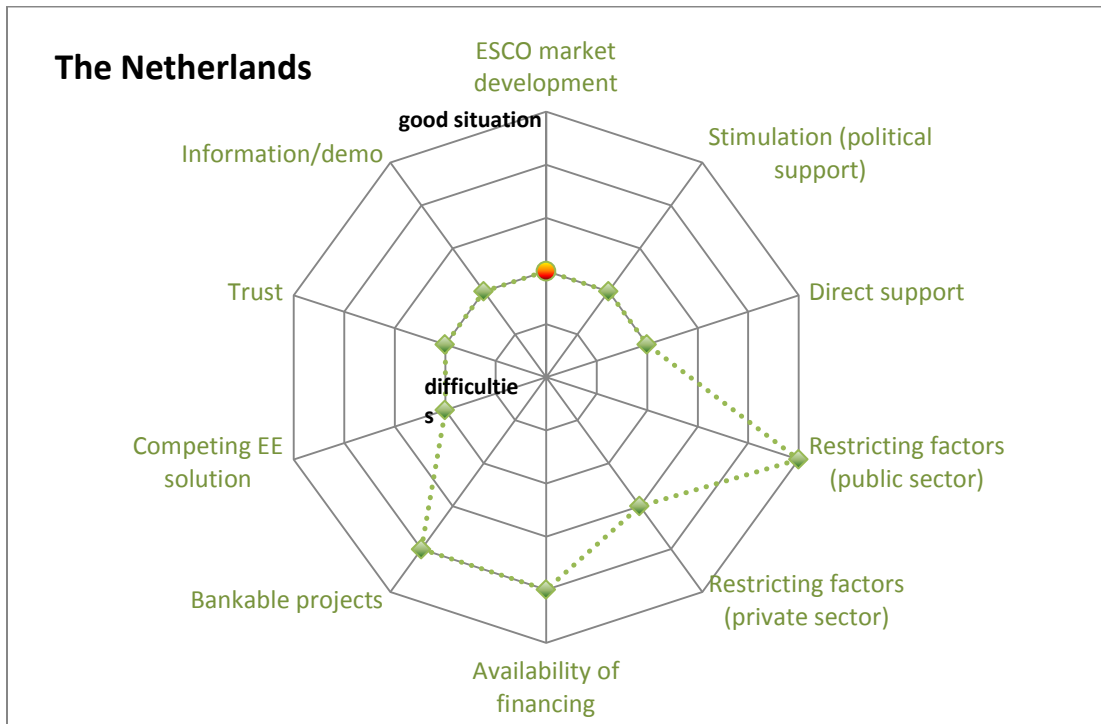 The Netherlands
ESCO market
development
good situation
Stimulation (political
support)
Information/demo
Trust
Direct support
difficultie
s
Competing EE
solution
Restricting factors
(public sector)
Bankable projects
Restricting factors
(private sector)
Availability of
financing